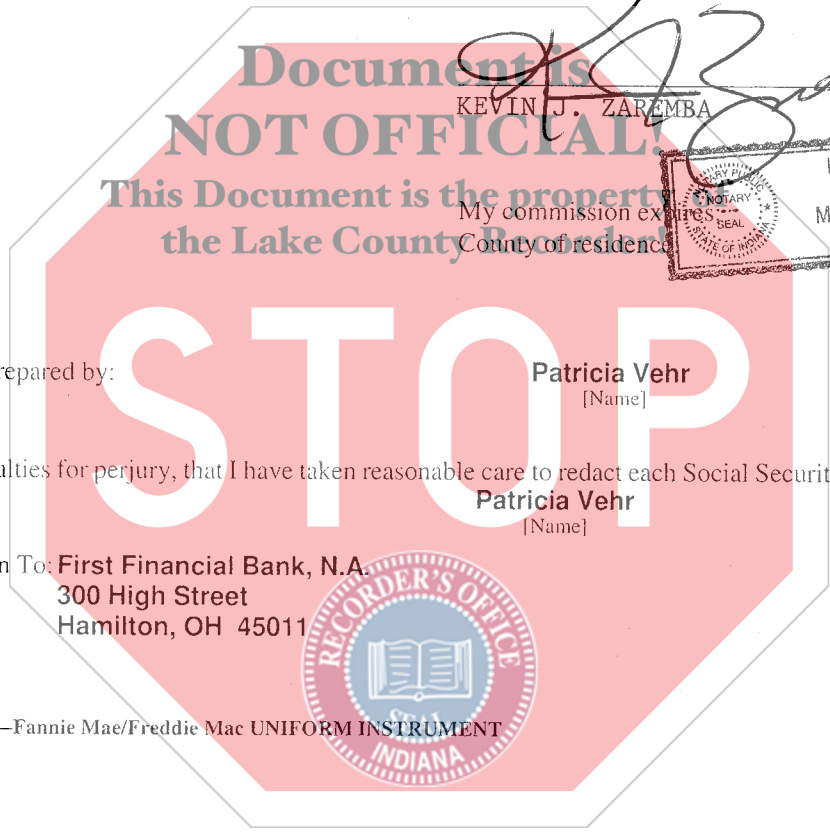 Document is
KEVIN J. ZAREMBA
NOT OFFICIAL!
This Document is the property of
the Lake County Recorder!
My commission expires
County of residence
NOTARY PUBLIC
NOTARY
SEAL
STATE OF INDIANA
M
STOP
repared by:
Patricia Vehr
[Name]
alties for perjury, that I have taken reasonable care to redact each Social Securit
Patricia Vehr
[Name]
n To: First Financial Bank, N.A.
300 High Street
Hamilton, OH 45011
RECORDER'S OFFICE
SEAL
INDIANA
–Fannie Mae/Freddie Mac UNIFORM INSTRUMENT